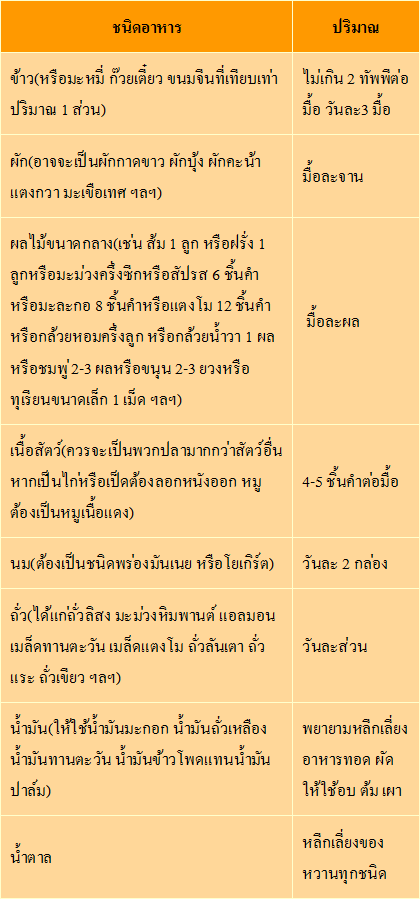 ชนิดอาหาร
ปริมาณ
ข้าว(หรือมะหมี่ ก๊วยเตี๋ยว ขนมจีนที่เทียบเท่า
ปริมาณ 1 ส่วน)
ไม่เกิน 2 ทัพพีต่อ
มื้อ วันละ3 มื้อ
ผัก(อาจจะเป็นผักกาดขาว ผักบุ้ง ผักคะน้า
แตงกวา มะเขือเทศ ฯลฯ)
มื้อละจาน
ผลไม้ขนาดกลาง(เช่น ส้ม 1 ลูก หรือฝรั่ง 1
ลูกหรือมะม่วงครึ่งซีกหรือสัปรส 6 ชิ้นคำ
หรือมะละกอ 8 ชิ้นคำหรือแตงโม 12 ชิ้นคำ
หรือกล้วยหอมครึ่งลูก หรือกล้วยน้ำวา 1 ผล
หรือชมพู่ 2-3 ผลหรือขนุน 2-3 ยวงหรือ
ทุเรียนขนาดเล็ก 1 เม็ด ฯลฯ)
มื้อละผล
เนื้อสัตว์(ควรจะเป็นพวกปลามากกว่าสัตว์อื่น
หากเป็นไก่หรือเป็ดต้องลอกหนังออก หมู
ต้องเป็นหมูเนื้อแดง)
4-5 ชิ้นคำต่อมื้อ
นม(ต้องเป็นชนิดพร่องมันเนย หรือโยเกิร์ต)
วันละ 2 กล่อง
ถั่ว(ได้แก่ถั่วลิสง มะม่วงหิมพานต์ แอลมอน
เมล็ดทานตะวัน เมล็ดแตงโม ถั่วลันเตา ถั่ว
แระ ถั่วเขียว ฯลฯ)
วันละส่วน
น้ำมัน(ให้ใช้น้ำมันมะกอก น้ำมันถั่วเหลือง
น้ำมันทานตะวัน น้ำมันข้าวโพดแทนน้ำมัน
ปาล์ม)
พยายามหลีกเลี่ยง
อาหารทอด ผัด
ให้ใช้อบ ต้ม เผา
น้ำตาล
หลีกเลี่ยงของ
หวานทุกชนิด